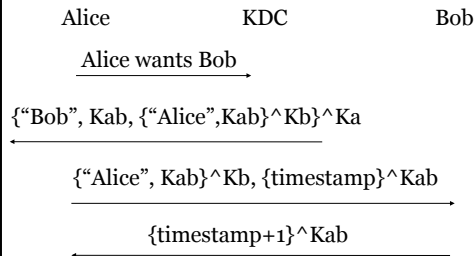 Alice KDC Bob
Alice wants Bob
{“Bob”, Kab, {“Alice”,Kab}^Kb}^Ka
{“Alice”, Kab}^Kb, {timestamp}^Kab
{timestamp+1}^Kab